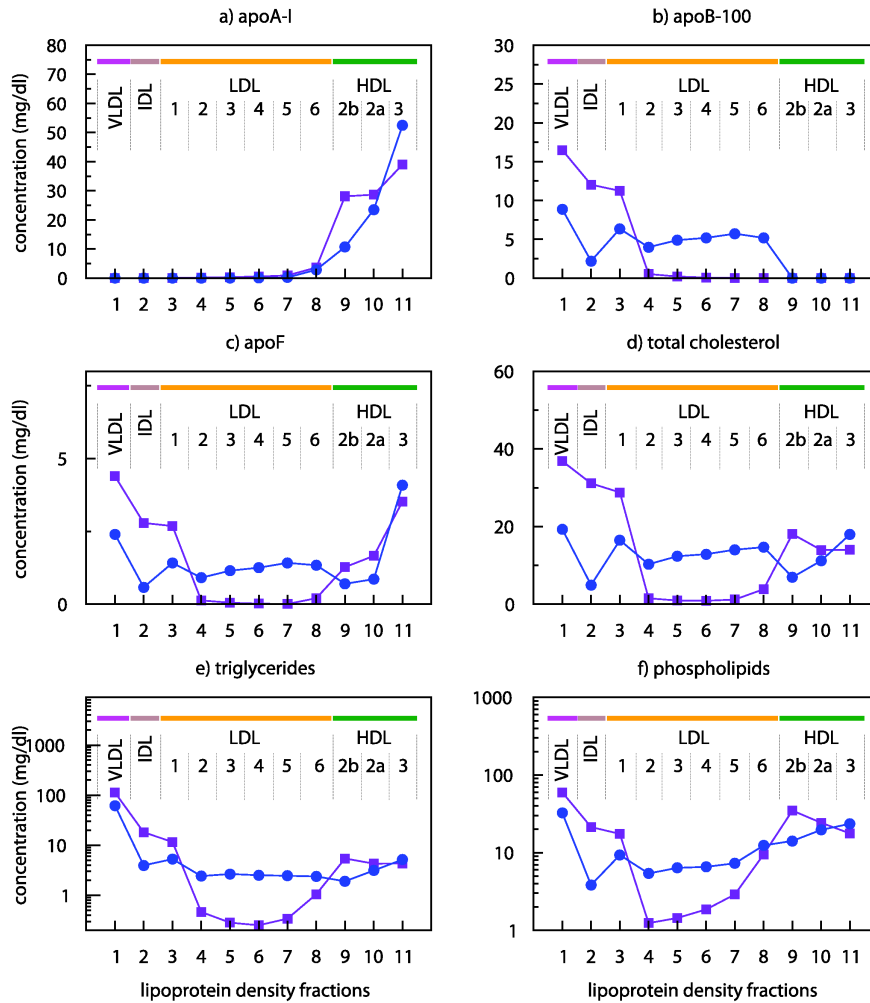 a) apoA-I
b) apoB-100
80
70
60
50
40
30
20
10
0
concentration (mg/dl)
VLDL
IDL
LDL
HDL
1 2 3 4 5 6 2b 2a 3
1 2 3 4 5 6 7 8 9 10 11
30
25
20
15
10
5
0
VLDL
IDL
LDL
HDL
1 2 3 4 5 6 2b 2a 3
1 2 3 4 5 6 7 8 9 10 11
c) apoF
d) total cholesterol
5
0
concentration (mg/dl)
VLDL
IDL
LDL
HDL
1 2 3 4 5 6 2b 2a 3
1 2 3 4 5 6 7 8 9 10 11
60
40
20
0
VLDL
IDL
LDL
HDL
1 2 3 4 5 6 2b 2a 3
1 2 3 4 5 6 7 8 9 10 11
e) triglycerides
f) phospholipids
1000
100
10
1
concentration (mg/dl)
VLDL
IDL
LDL
HDL
1 2 3 4 5 6 2b 2a 3
1 2 3 4 5 6 7 8 9 10 11
lipoprotein density fractions
1000
100
10
1
VLDL
IDL
LDL
HDL
1 2 3 4 5 6 2b 2a 3
1 2 3 4 5 6 7 8 9 10 11
lipoprotein density fractions